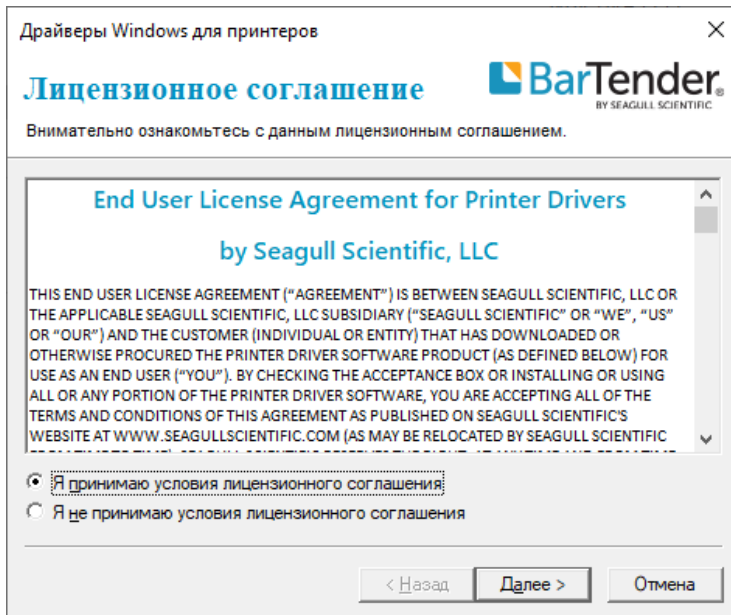 Драйверы Windows для принтеров
Лицензионное соглашение
BarTender®
BY SEAGULL SCIENTIFIC
Внимательно ознакомьтесь с данным лицензионным соглашением.
End User License Agreement for Printer Drivers
by Seagull Scientific, LLC
THIS END USER LICENSE AGREEMENT (“AGREEMENT”) IS BETWEEN SEAGULL SCIENTIFIC, LLC OR
THE APPLICABLE SEAGULL SCIENTIFIC, LLC SUBSIDIARY (“SEAGULL SCIENTIFIC” OR “WE”, “US”
OR “OUR”) AND THE CUSTOMER (INDIVIDUAL OR ENTITY) THAT HAS DOWNLOADED OR
OTHERWISE PROCURED THE PRINTER DRIVER SOFTWARE PRODUCT (AS DEFINED BELOW) FOR
USE AS AN END USER (“YOU”). BY CHECKING THE ACCEPTANCE BOX OR INSTALLING OR USING
ALL OR ANY PORTION OF THE PRINTER DRIVER SOFTWARE, YOU ARE ACCEPTING ALL OF THE
TERMS AND CONDITIONS OF THIS AGREEMENT AS PUBLISHED ON SEAGULL SCIENTIFIC'S
WEBSITE AT WWW.SEAGULLSCIENTIFIC.COM (AS MAY BE RELOCATED BY SEAGULL SCIENTIFIC
Я принимаю условия лицензионного соглашения
Я не принимаю условия лицензионного соглашения
< Назад
Далее >
Отмена